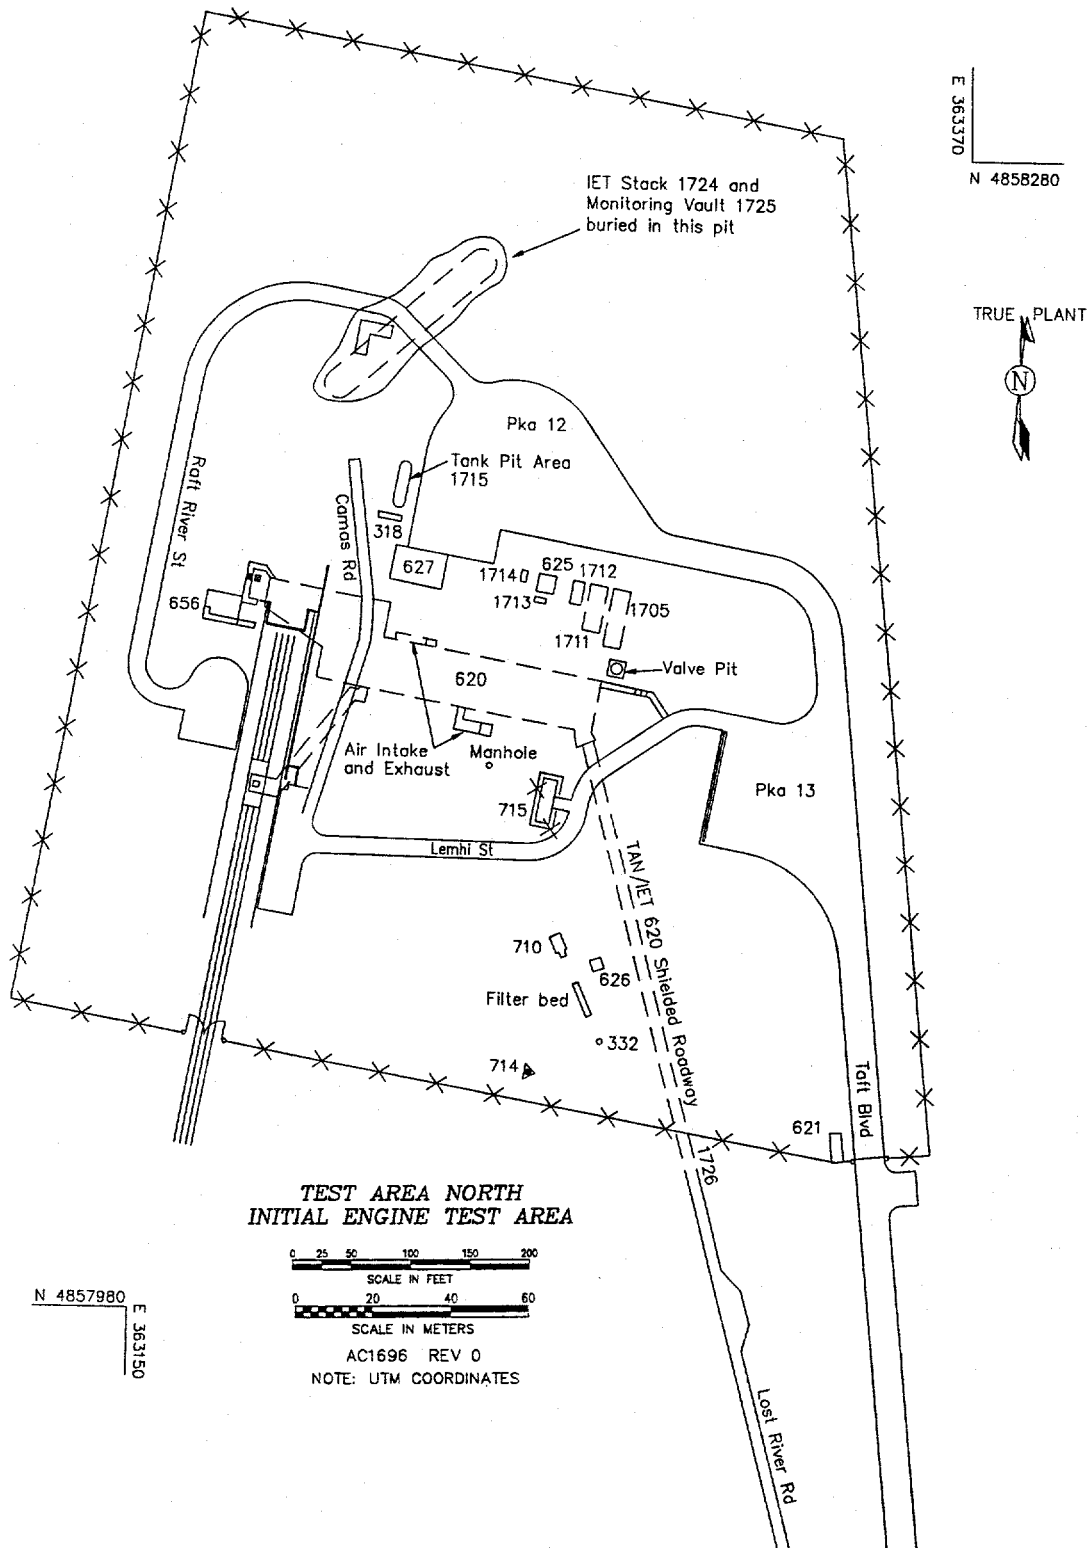 E 363370
N 4858280
IET Stack 1724 and
Monitoring Vault 1725
buried in this pit
TRUE PLANT
N
Pka 12
Tank Pit Area
1715
Raft River St
Camas Rd
318
627
1714
625
1712
1713
1705
656
1711
Valve Pit
620
Air Intake
and Exhaust
Manhole
715
Pka 13
Lemhi St
TAN/IET 620 Shielded Roadway
710
626
Filter bed
332
714
Taft Blvd
621
1726
TEST AREA NORTH
INITIAL ENGINE TEST AREA
0 25 50 100 150 200
SCALE IN FEET
0 20 40 60
SCALE IN METERS
AC1696 REV 0
NOTE: UTM COORDINATES
N 4857980
E 363150
Lost River Rd